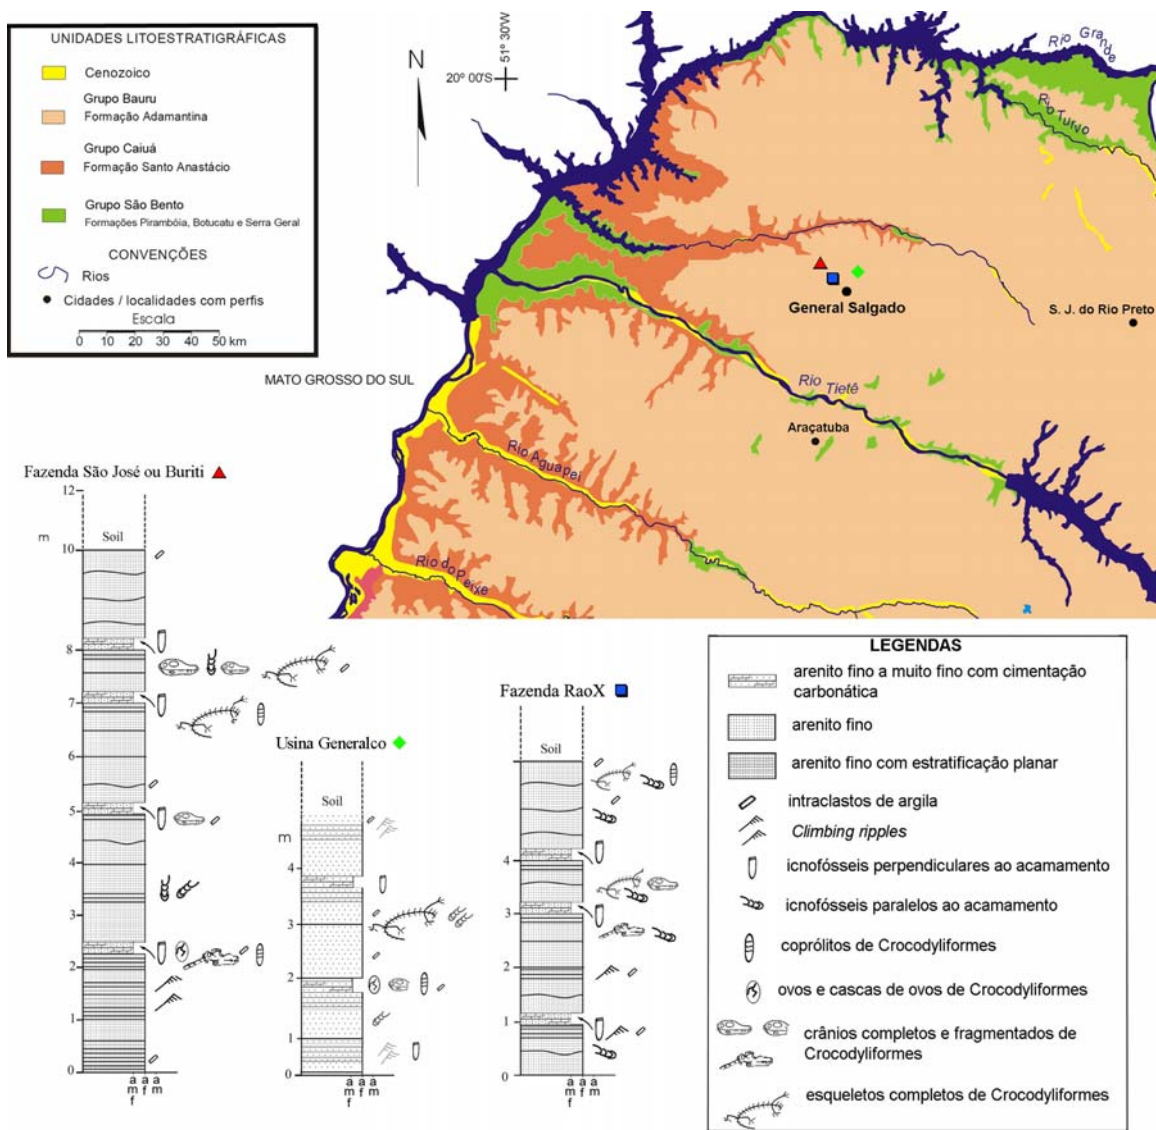 UNIDADES LITOESTRATIGRÁFICAS
Cenozoico
Grupo Bauru
Formação Adamantina
Grupo Caiuá
Formação Santo Anastácio
Grupo São Bento
Formações Pirambóia, Botucatu e Serra Geral
CONVENÇÕES
Rios
Cidades / localidades com perfis
Escala
0 10 20 30 40 50 km
N
51° 30'W
20° 00'S
Rio Grande
Rio Turvo
General Salgado
S. J. do Rio Preto
MATO GROSSO DO SUL
Rio Tietê
Araçatuba
Rio Aguapeí
Rio do Peixe
Fazenda São José ou Buriti
12
m
Soil
10
8
7
6
5
4
3
2
1
0
a m f
a f
a m
Usina Generalco
Soil
m
4
3
2
1
0
a m f
a f
a m
Fazenda RaoX
Soil
4
3
2
1
0
a m f
a f
a m
LEGENDAS
arenito fino a muito fino com cimentação
carbonática
arenito fino
arenito fino com estratificação planar
intraclastos de argila
Climbing ripples
icnofósseis perpendiculares ao acamamento
icnofósseis paralelos ao acamamento
coprólitos de Crocodyliformes
ovos e cascas de ovos de Crocodyliformes
crânios completos e fragmentados de
Crocodyliformes
esqueletos completos de Crocodyliformes